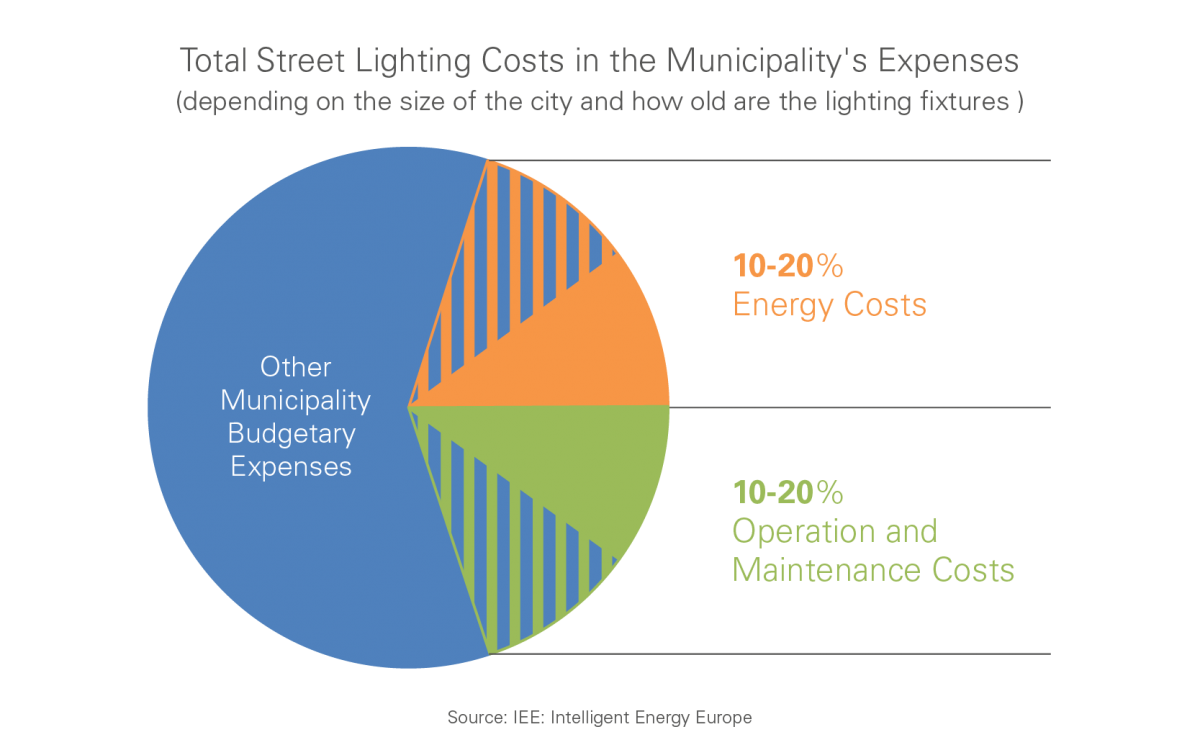 Total Street Lighting Costs in the Municipality's Expenses
(depending on the size of the city and how old are the lighting fixtures )
Other
Municipality
Budgetary
Expenses
10-20%
Energy Costs
10-20%
Operation and
Maintenance Costs
Source: IEE: Intelligent Energy Europe